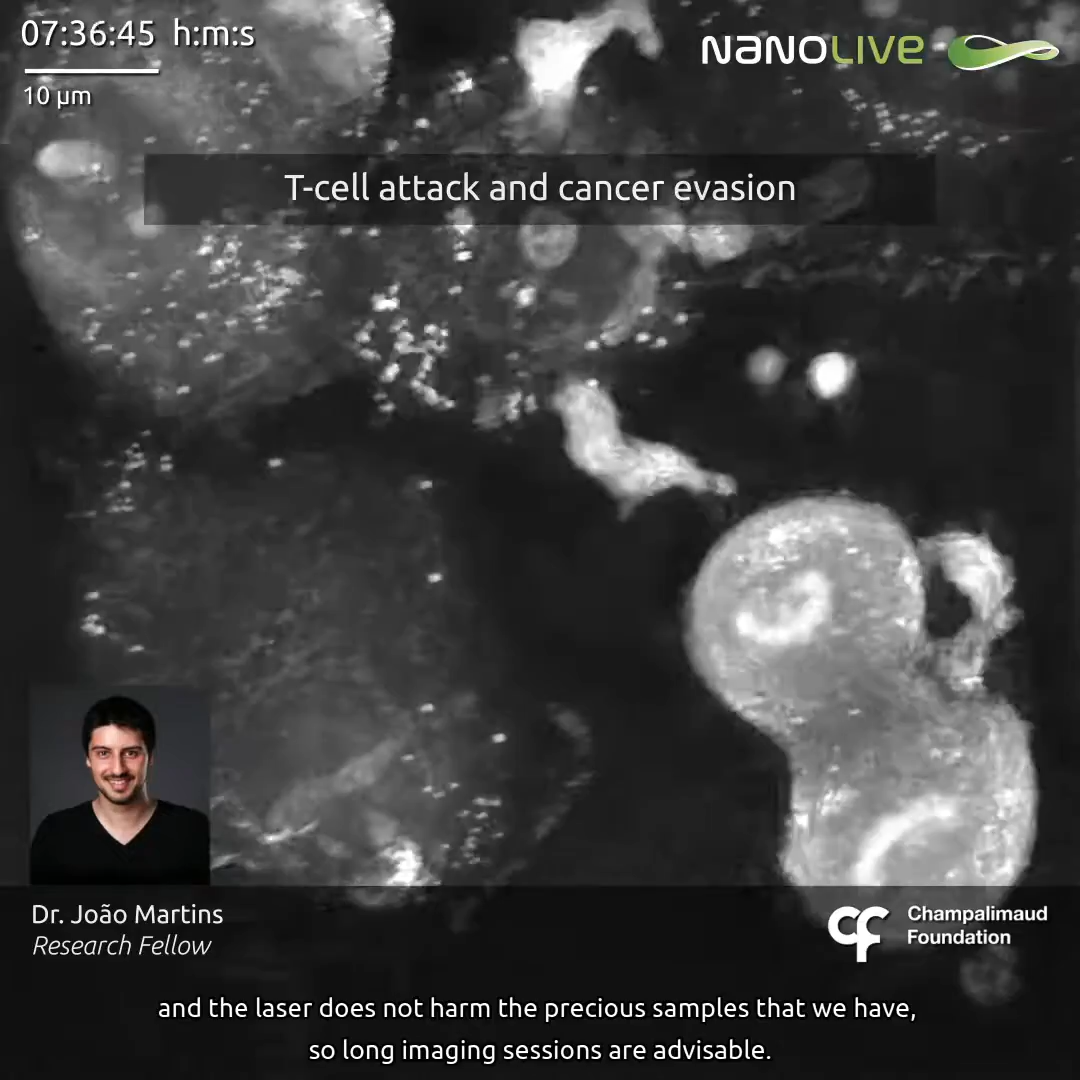 07:36:45 h:m:s
NANOLIVE
10 µm
T-cell attack and cancer evasion
Dr. João Martins
Research Fellow
cf
Champalimaud
Foundation
and the laser does not harm the precious samples that we have,
so long imaging sessions are advisable.